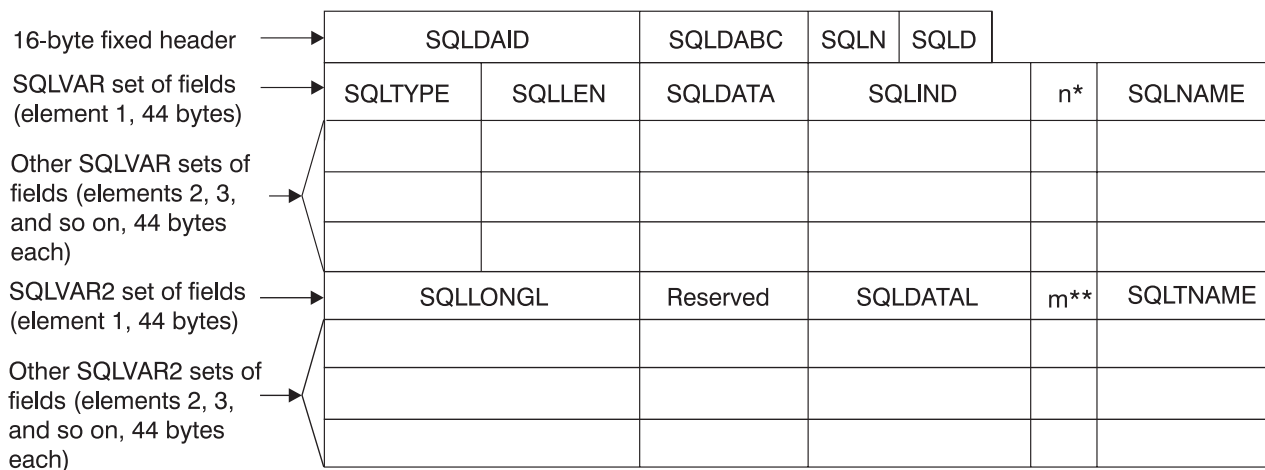 16-byte fixed header
SQLDAID SQLDABC SQLN SQLD
SQLVAR set of fields
(element 1, 44 bytes)
SQLTYPE SQLLEN SQLDATA SQLIND n* SQLNAME
Other SQLVAR sets of
fields (elements 2, 3,
and so on, 44 bytes
each)
SQLVAR2 set of fields
(element 1, 44 bytes)
SQLLONGL Reserved SQLDATAL m** SQLTNAME
Other SQLVAR2 sets of
fields (elements 2, 3,
and so on, 44 bytes
each)